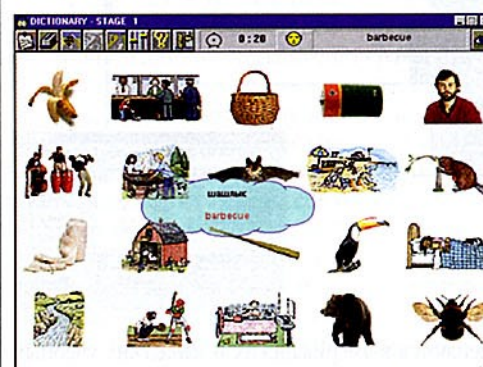 DICTIONARY - STAGE 1
0:20
barbecue
шашлык
barbecue